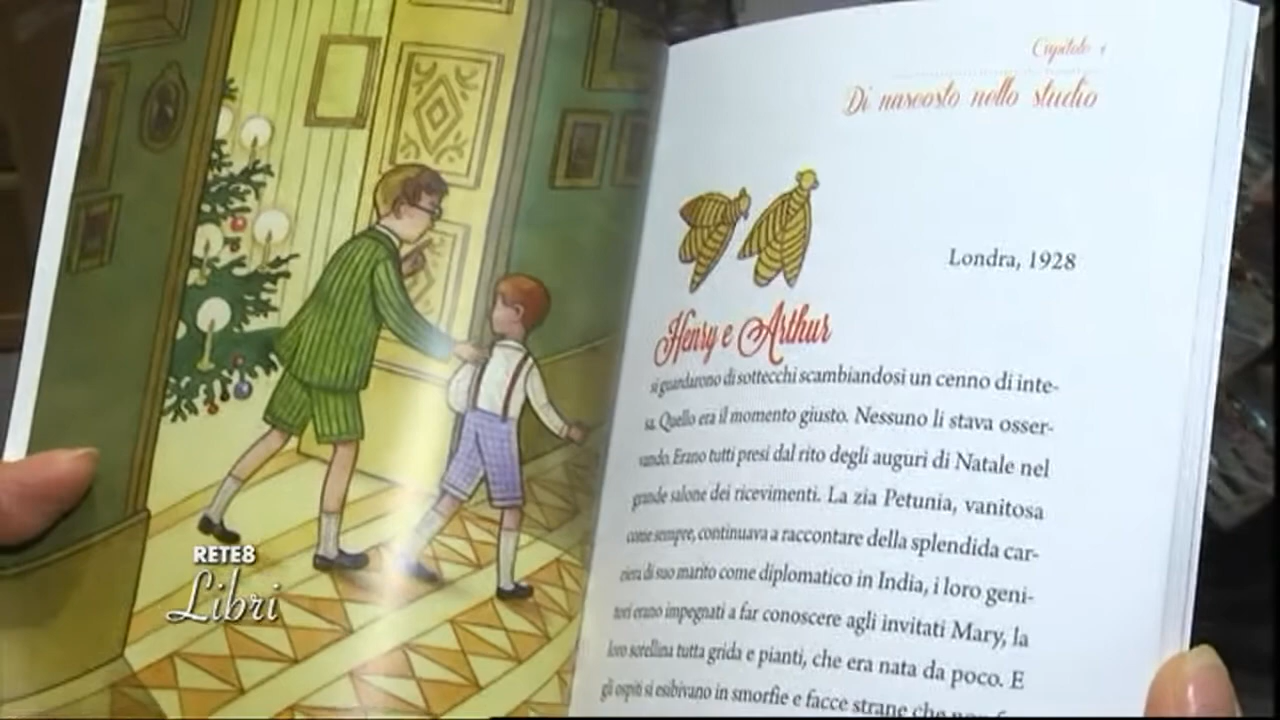 Capitolo 1
Di nascosto nello studio
Londra, 1928
Henry e Arthur
si guardarono di sottecchi scambiandosi un cenno di inte-
sa. Quello era il momento giusto. Nessuno li stava osser-
vando. Erano tutti presi dal rito degli auguri di Natale nel
grande salone dei ricevimenti. La zia Petunia, vanitosa
come sempre, continuava a raccontare della splendida car-
riera di suo marito come diplomatico in India, i loro geni-
tori erano impegnati a far conoscere agli invitati Mary, la
loro sorellina tutta grida e pianti, che era nata da poco. E
gli ospiti si esibivano in smorfie e facce strane che non
RETE8
Libri